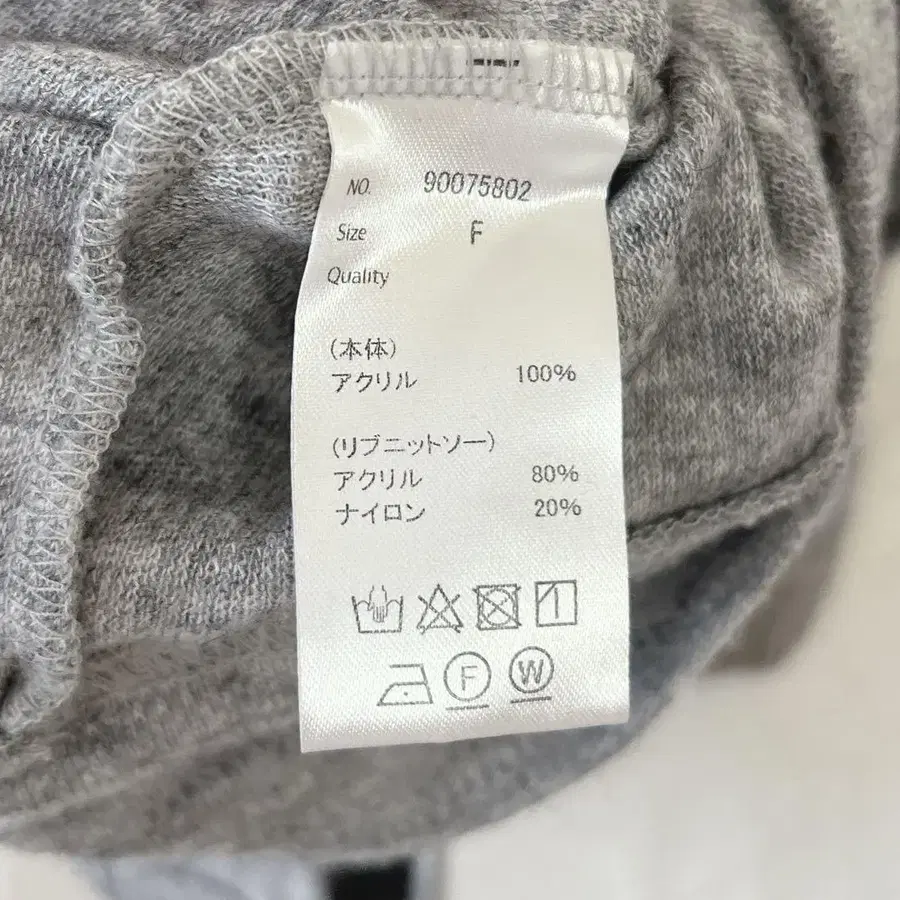 NO. 90075802
Size F
Quality
(本体)
アクリル 100%
(リブニットソー)
アクリル 80%
ナイロン 20%
F W